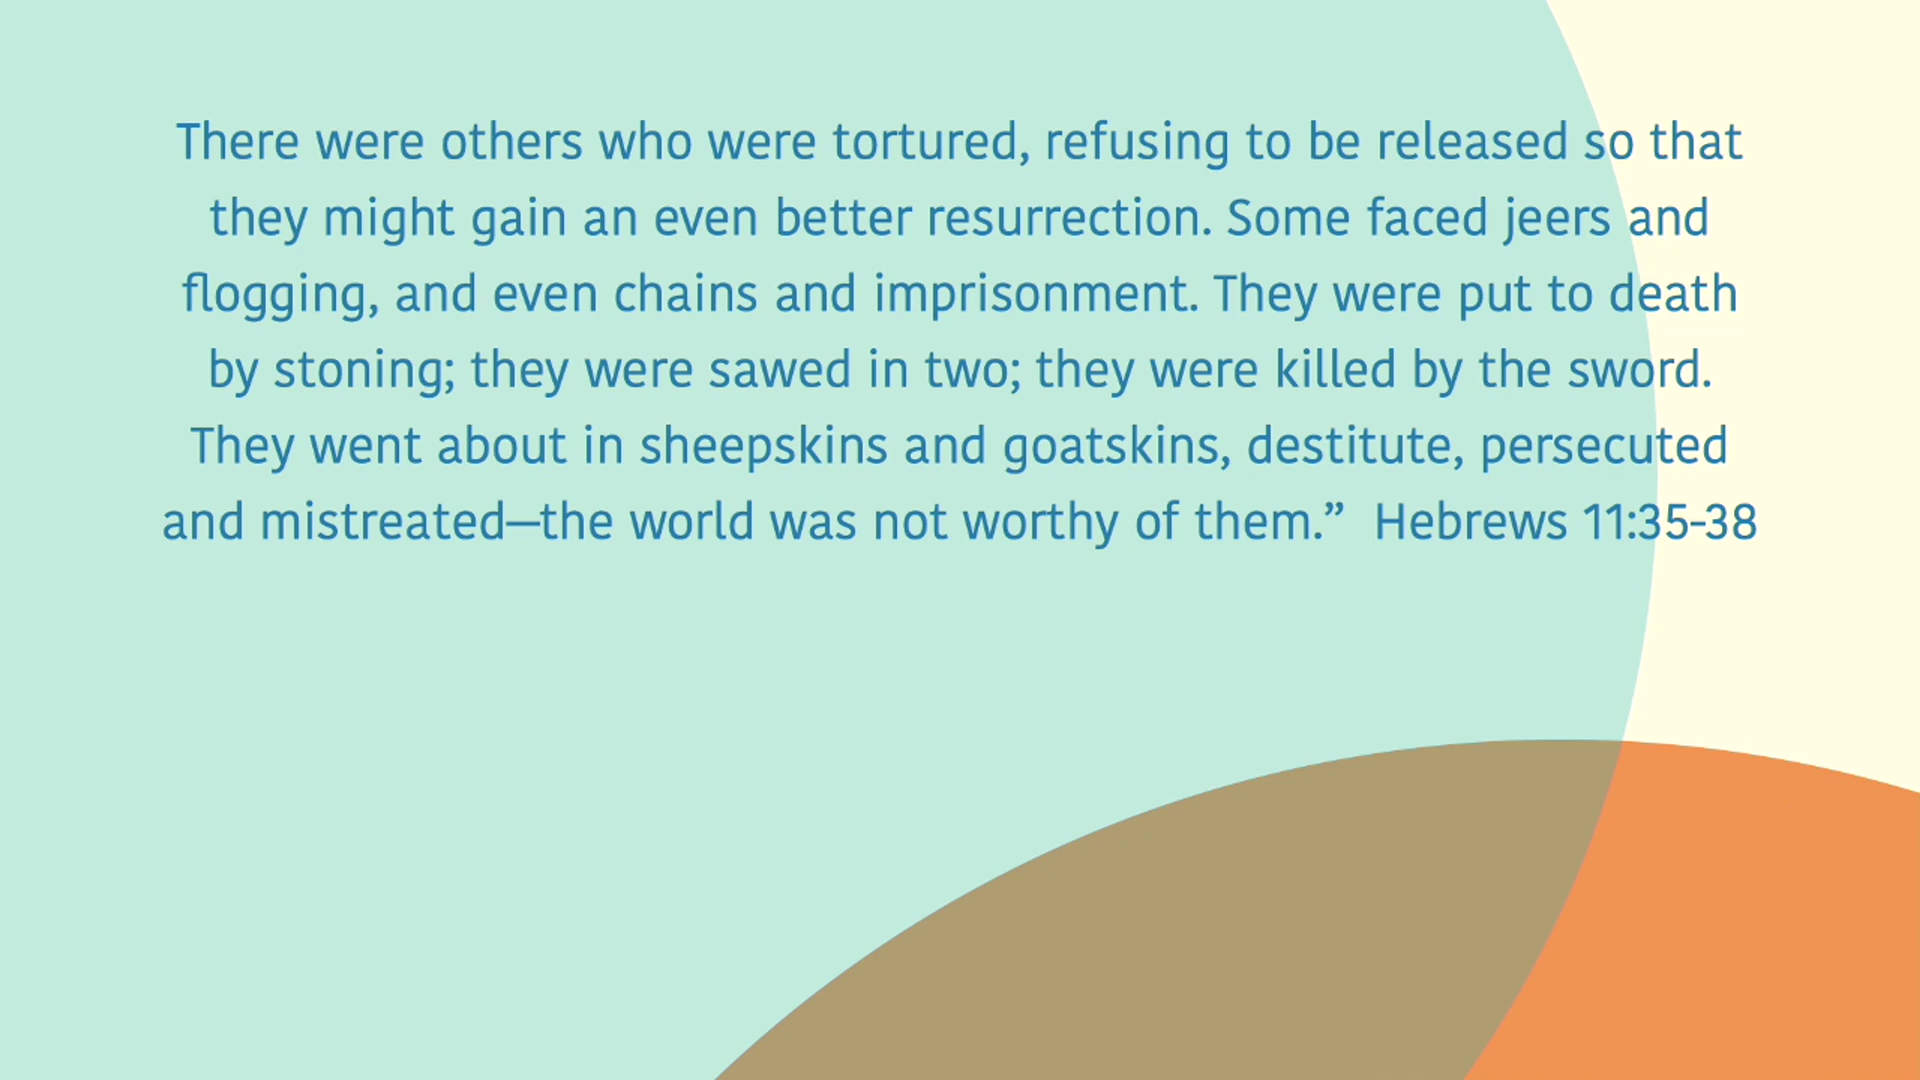 There were others who were tortured, refusing to be released so that
they might gain an even better resurrection. Some faced jeers and
flogging, and even chains and imprisonment. They were put to death
by stoning; they were sawed in two; they were killed by the sword.
They went about in sheepskins and goatskins, destitute, persecuted
and mistreated—the world was not worthy of them.”  Hebrews 11:35-38